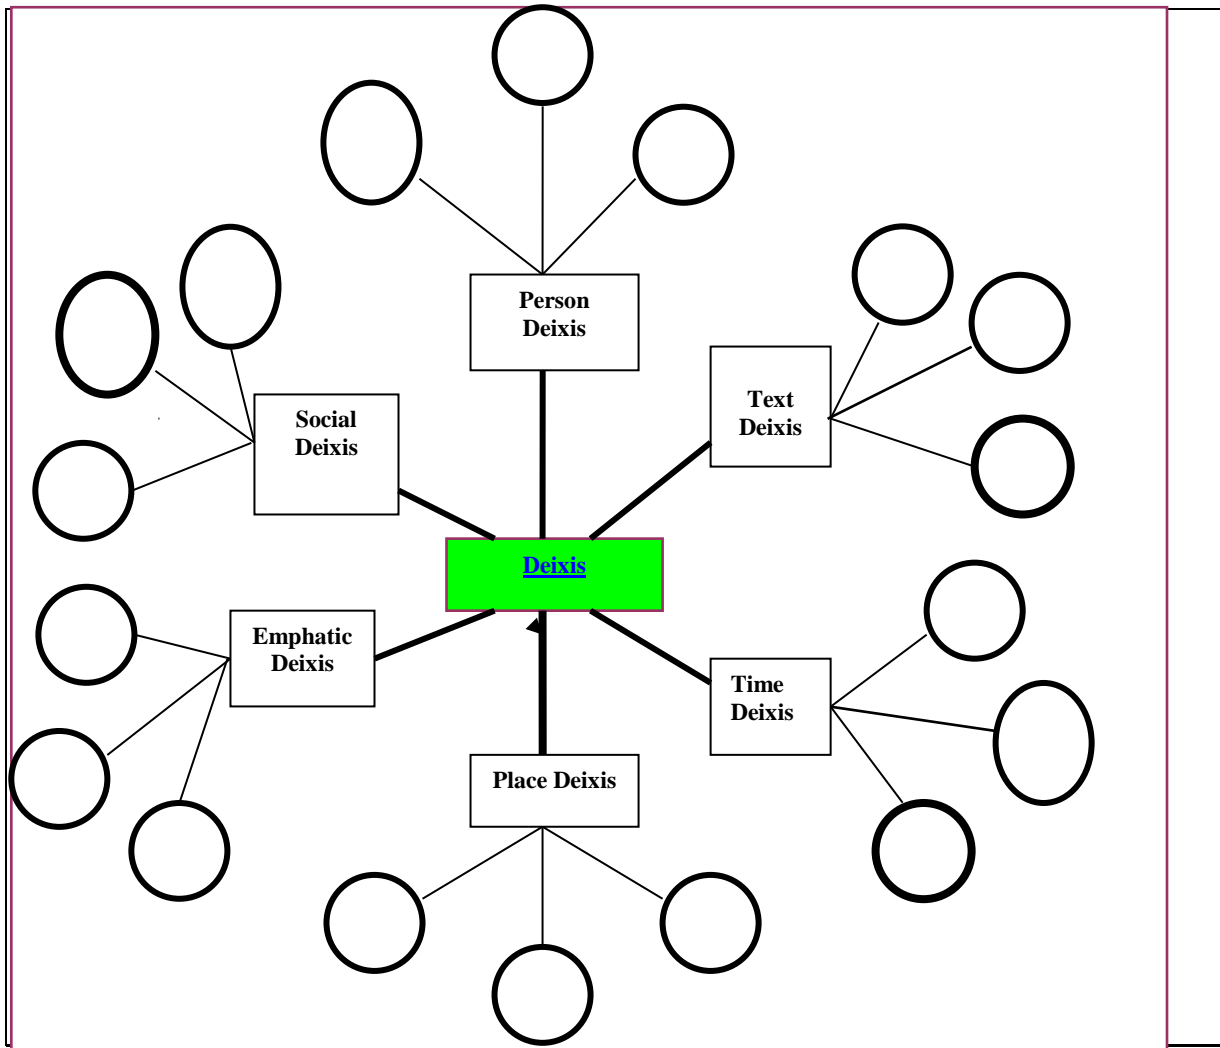 Person
Deixis
Text
Deixis
Social
Deixis
Deixis
Emphatic
Deixis
Time
Deixis
Place Deixis